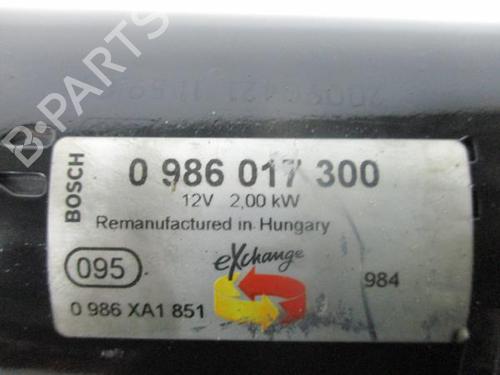 BOSCH
0 986 017 300
12V 2,00 kW
Remanufactured in Hungary
095
eXchange
984
0 986 XA1 851